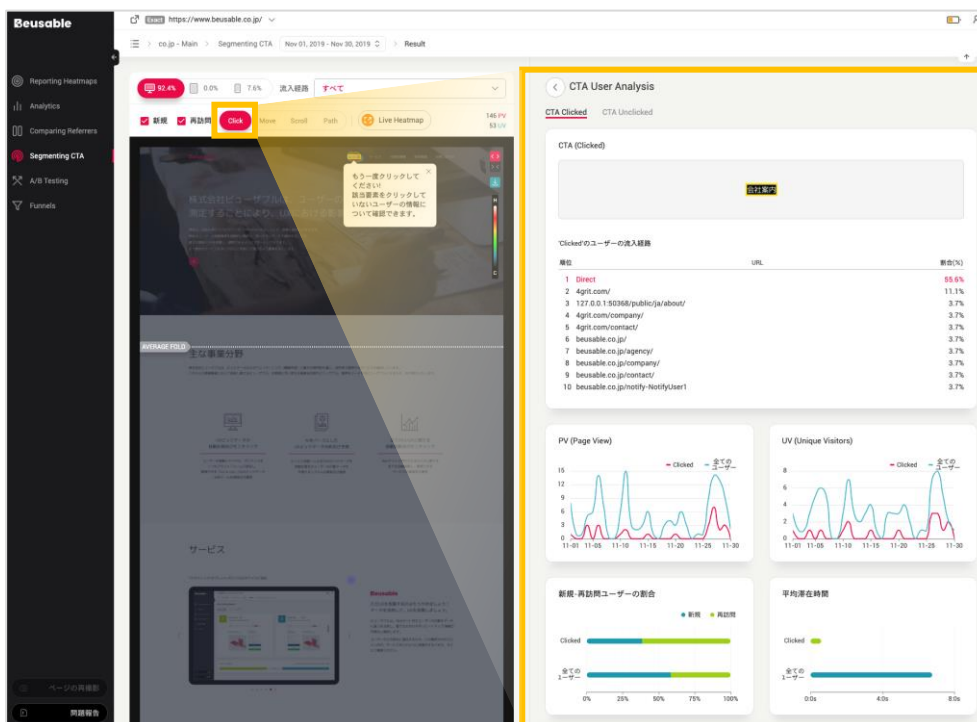 Beusable
Exact https://www.beusable.co.jp/
co.jp - Main > Segmenting CTA Nov 01, 2019 - Nov 30, 2019 > Result
Reporting Heatmaps
Analytics
Comparing Referrers
Segmenting CTA
A/B Testing
Funnels
ページの再撮影
問題報告
92.4% 0.0% 7.6% 流入経路 すべて
新規 再訪問 Click Move Scroll Path Live Heatmap
146 PV
53 UV
もう一度クリックして
ください!
該当要素をクリックして
いないユーザーの情報に
ついて確認できます。
H
C
AVERAGE FOLD
主な事業分野
サービス
Beusable
CTA User Analysis
CTA Clicked CTA Unclicked
CTA (Clicked)
会社案内
'Clicked'のユーザーの流入経路
順位 URL 割合(%)
1 Direct 55.6%
2 4grit.com/ 11.1%
3 127.0.0.1:50368/public/ja/about/ 3.7%
4 4grit.com/company/ 3.7%
5 4grit.com/contact/ 3.7%
6 beusable.co.jp/ 3.7%
7 beusable.co.jp/agency/ 3.7%
8 beusable.co.jp/company/ 3.7%
9 beusable.co.jp/contact/ 3.7%
10 beusable.co.jp/notify-NotifyUser1 3.7%
PV (Page View)
Clicked 全ての
ユーザー
15
12
9
6
3
0
11-01 11-05 11-10 11-15 11-20 11-25 11-30
UV (Unique Visitors)
Clicked 全ての
ユーザー
8
6
4
2
0
11-01 11-05 11-10 11-15 11-20 11-25 11-30
新規-再訪問ユーザーの割合
新規 再訪問
Clicked
全ての
ユーザー
0% 25% 50% 75% 100%
平均滞在時間
Clicked
全ての
ユーザー
0:0s 4:0s 8:0s